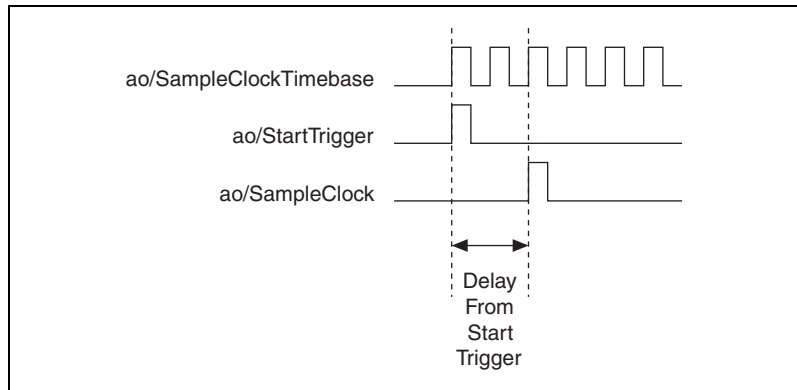 ao/SampleClockTimebase
ao/StartTrigger
ao/SampleClock
Delay
From
Start
Trigger